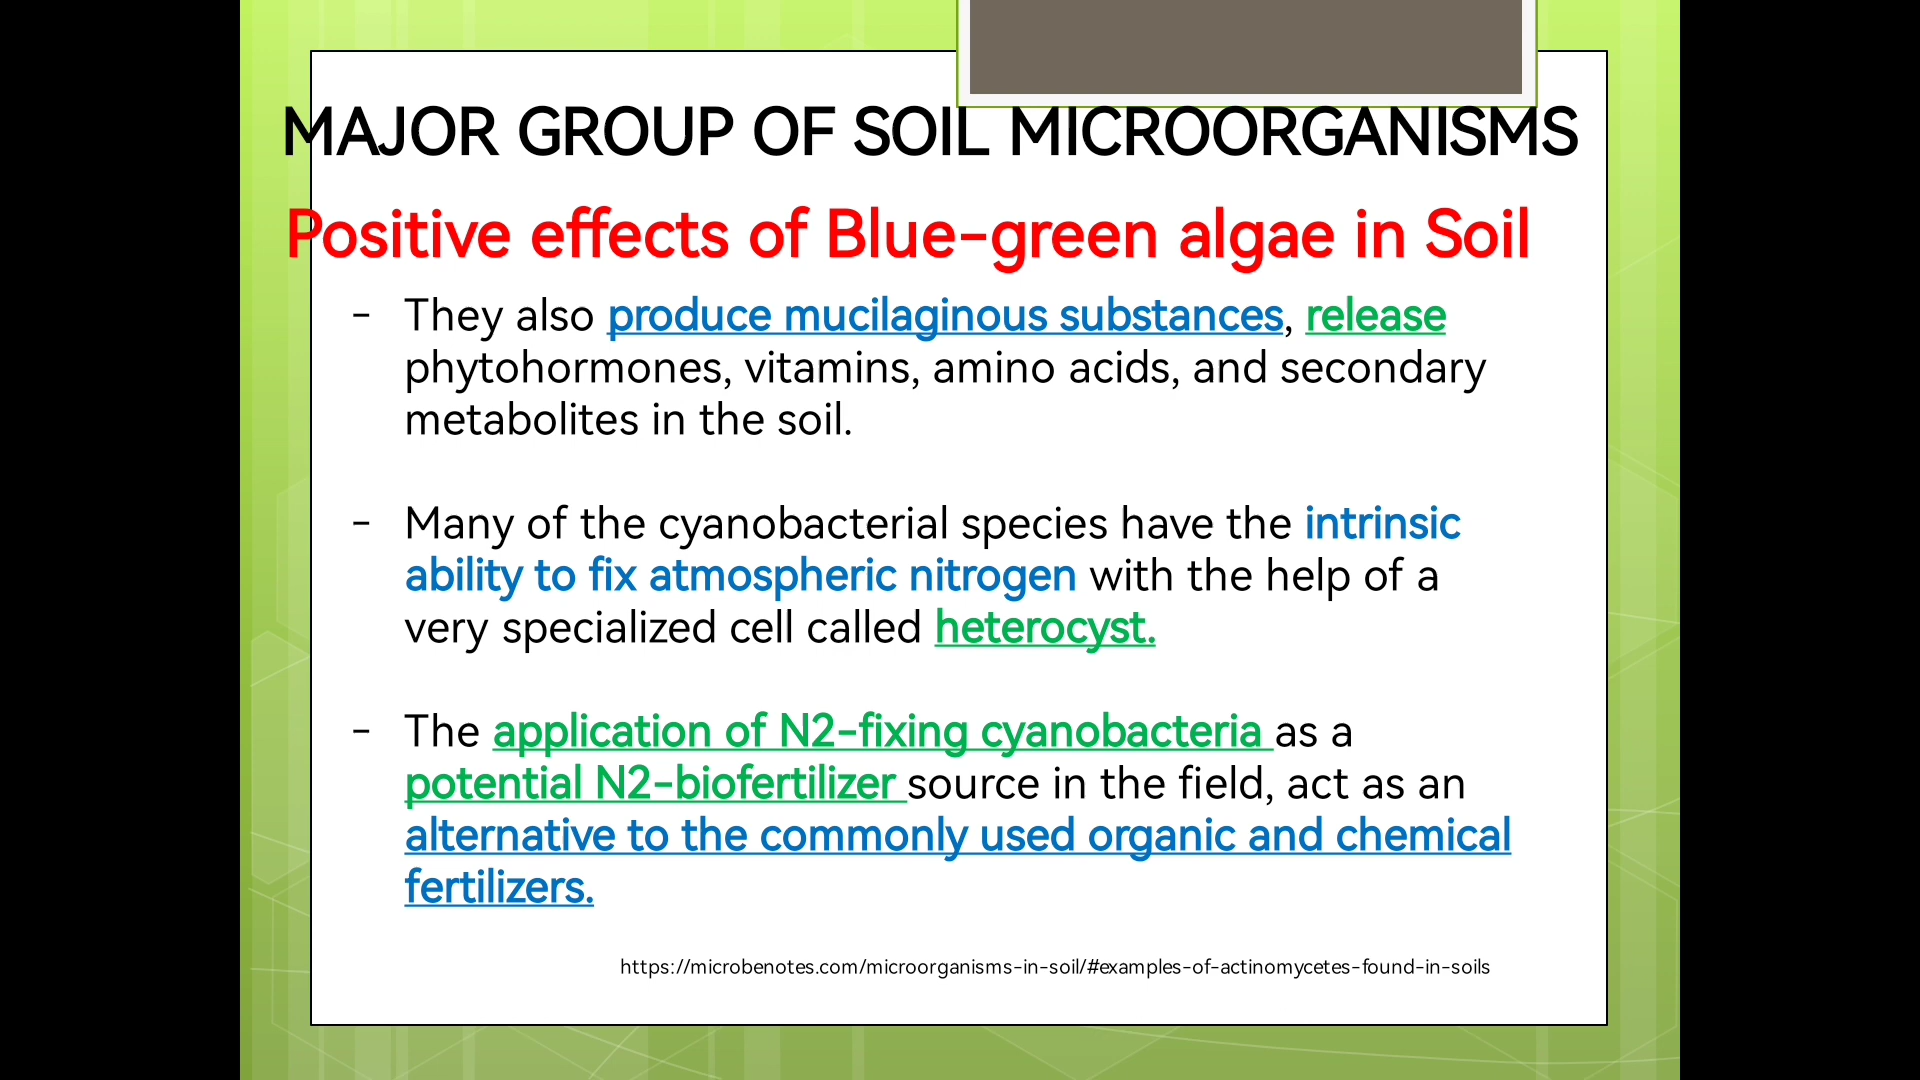 MAJOR GROUP OF SOIL MICROORGANISMS
Positive effects of Blue-green algae in Soil
- They also produce mucilaginous substances, release
phytohormones, vitamins, amino acids, and secondary
metabolites in the soil.
- Many of the cyanobacterial species have the intrinsic
ability to fix atmospheric nitrogen with the help of a
very specialized cell called heterocyst.
- The application of N2-fixing cyanobacteria as a
potential N2-biofertilizer source in the field, act as an
alternative to the commonly used organic and chemical
fertilizers.
https://microbenotes.com/microorganisms-in-soil/#examples-of-actinomycetes-found-in-soils